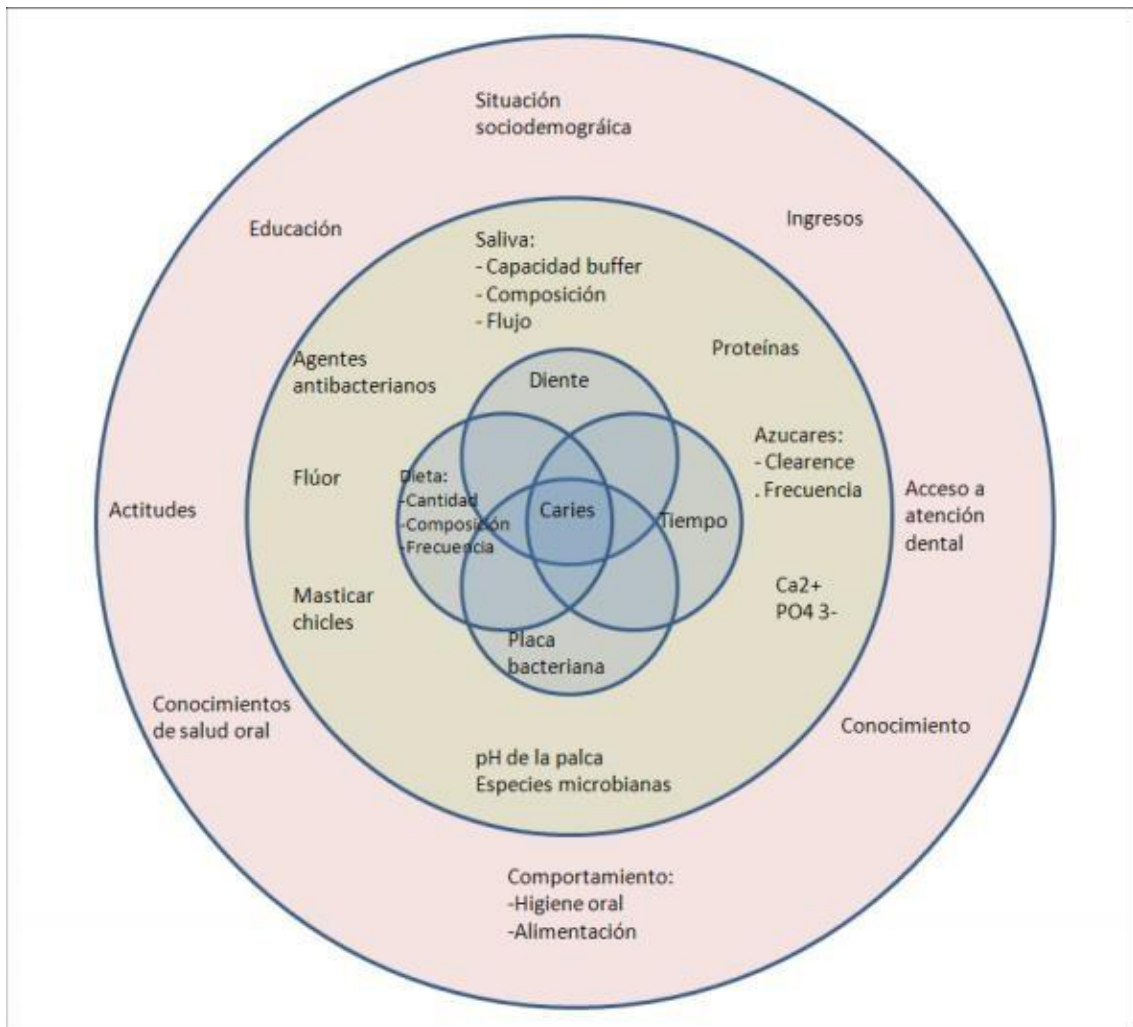 Situación
sociodemográica
Educación
Ingresos
Saliva:
- Capacidad buffer
- Composición
- Flujo
Proteínas
Agentes
antibacterianos
Diente
Azucares:
- Clearence
. Frecuencia
Flúor
Dieta:
-Cantidad
-Composición
-Frecuencia
Caries
Tiempo
Actitudes
Acceso a
atención
dental
Masticar
chicles
Ca2+
PO4 3-
Placa
bacteriana
Conocimientos
de salud oral
Conocimiento
pH de la palca
Especies microbianas
Comportamiento:
-Higiene oral
-Alimentación